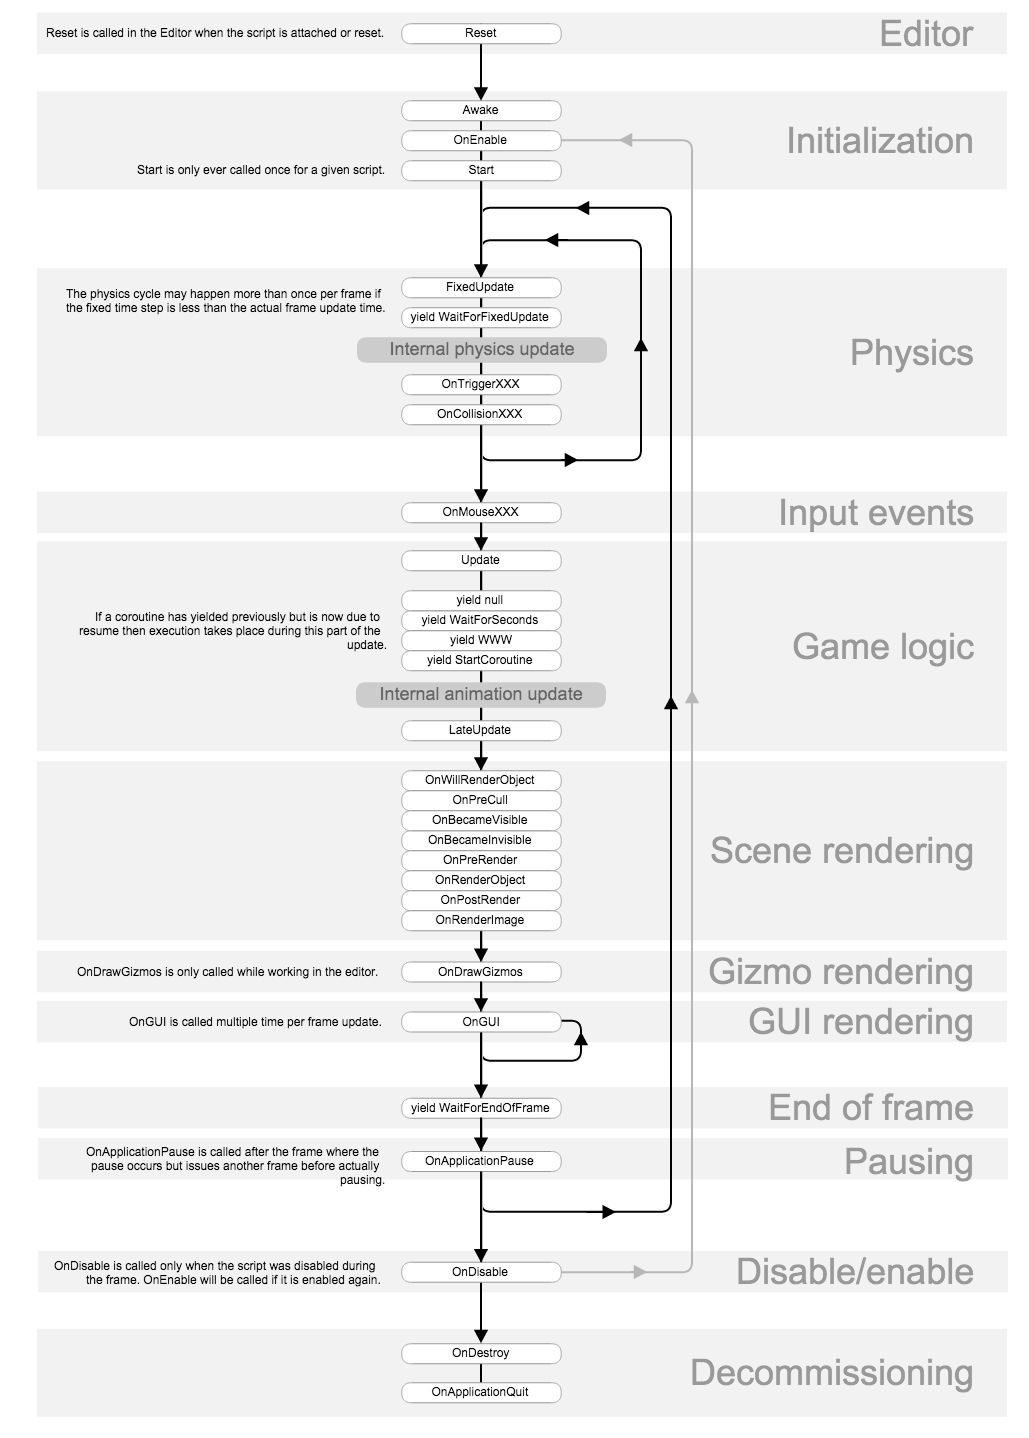 Reset is called in the Editor when the script is attached or reset.
Reset
Editor
Awake
OnEnable
Initialization
Start is only ever called once for a given script.
Start
The physics cycle may happen more than once per frame if
the fixed time step is less than the actual frame update time.
FixedUpdate
yield WaitForFixedUpdate
Internal physics update
Physics
OnTriggerXXX
OnCollisionXXX
OnMouseXXX
Input events
Update
yield null
If a coroutine has yielded previously but is now due to
resume then execution takes place during this part of the
update.
yield WaitForSeconds
yield WWW
yield StartCoroutine
Game logic
Internal animation update
LateUpdate
OnWillRenderObject
OnPreCull
OnBecameVisible
OnBecameInvisible
OnPreRender
OnRenderObject
OnPostRender
OnRenderImage
Scene rendering
OnDrawGizmos is only called while working in the editor.
OnDrawGizmos
Gizmo rendering
OnGUI is called multiple time per frame update.
OnGUI
GUI rendering
yield WaitForEndOfFrame
End of frame
OnApplicationPause is called after the frame where the
pause occurs but issues another frame before actually
pausing.
OnApplicationPause
Pausing
OnDisable is called only when the script was disabled during
the frame. OnEnable will be called if it is enabled again.
OnDisable
Disable/enable
OnDestroy
OnApplicationQuit
Decommissioning